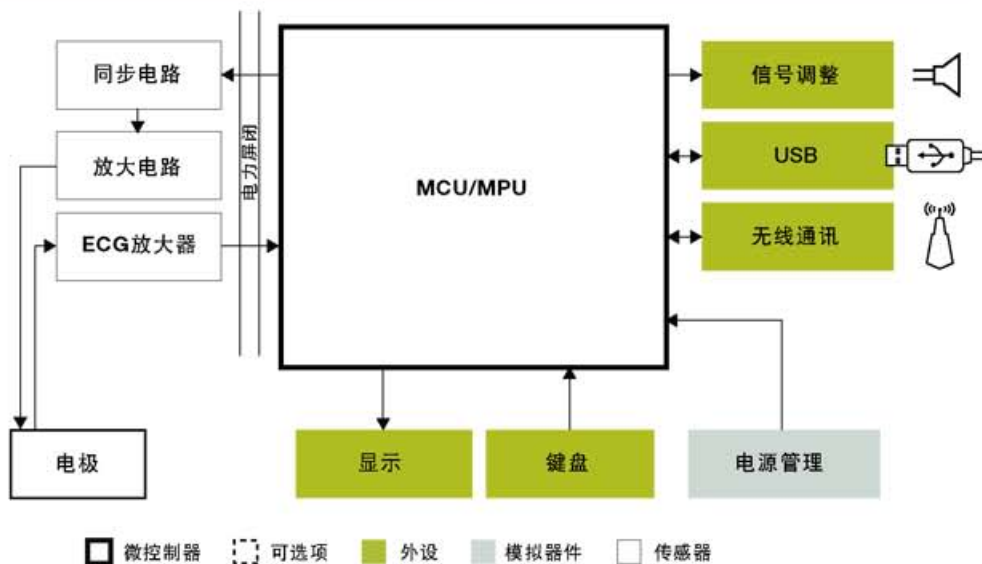 同步电路
信号调整
放大电路
电力屏闭
USB
MCU/MPU
ECG放大器
无线通讯
电极
显示
键盘
电源管理
微控制器
可选项
外设
模拟器件
传感器